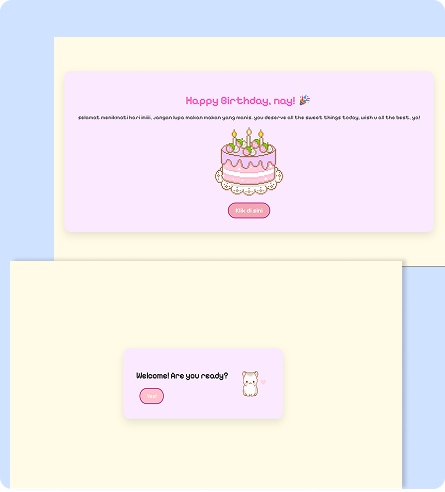 Happy Birthday, nay! 🎉
Selamat menikmati hari iniii, Jangan lupa makan makan yang manis. you deserve all the sweet things today, wish u all the best, ya!
Klik di sini
Welcome! Are you ready?